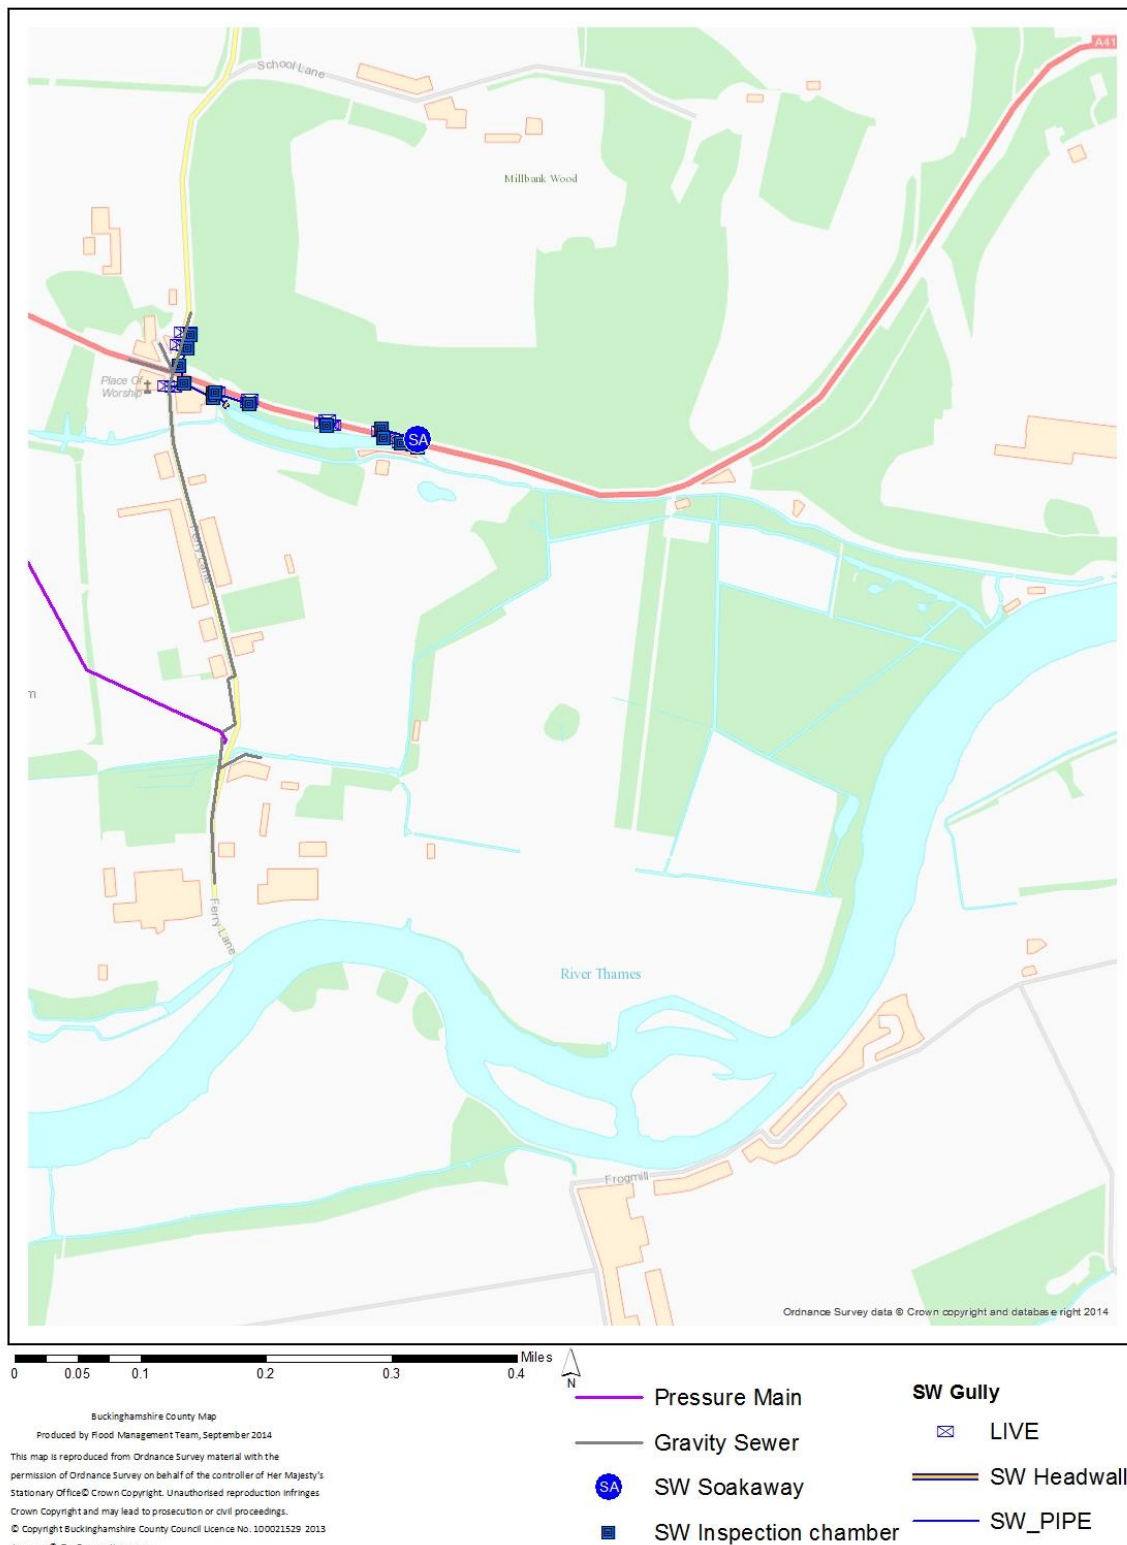 A41
School Lane
Millbank Wood
Place Of
Worship
Ferry Lane
m
Ferry Lane
River Thames
Frogmill
Ordnance Survey data © Crown copyright and database right 2014
SA
Miles
0 0.05 0.1 0.2 0.3 0.4
N
Buckinghamshire County Map
Produced by Flood Management Team, September 2014
This map is reproduced from Ordnance Survey material with the
permission of Ordnance Survey on behalf of the controller of Her Majesty's
Stationary Office© Crown Copyright. Unauthorised reproduction infringes
Crown Copyright and may lead to prosecution or civil proceedings.
© Copyright Buckinghamshire County Council Licence No. 100021529 2013
Pressure Main
Gravity Sewer
SA SW Soakaway
SW Inspection chamber
SW Gully
LIVE
SW Headwall
SW_PIPE